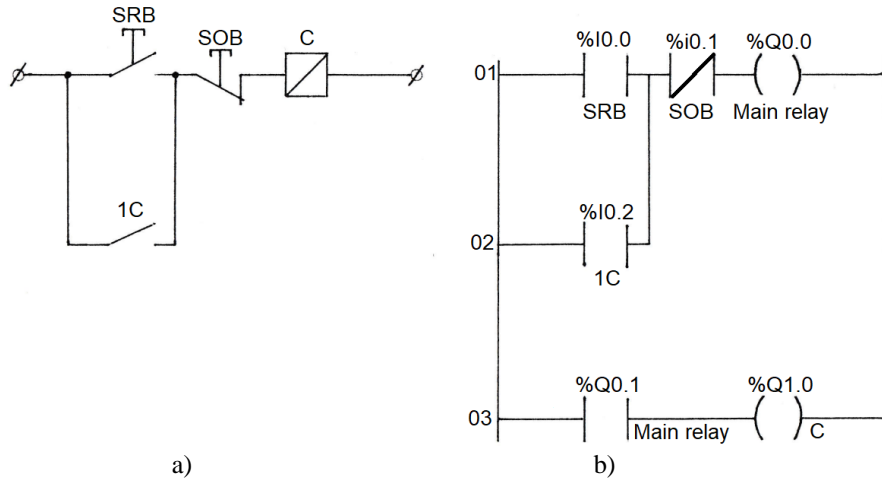 SRB
SOB
C
1C
a)
%I0.0
%i0.1
%Q0.0
01
SRB
SOB
Main relay
%I0.2
02
1C
%Q0.1
%Q1.0
03
Main relay
C
b)